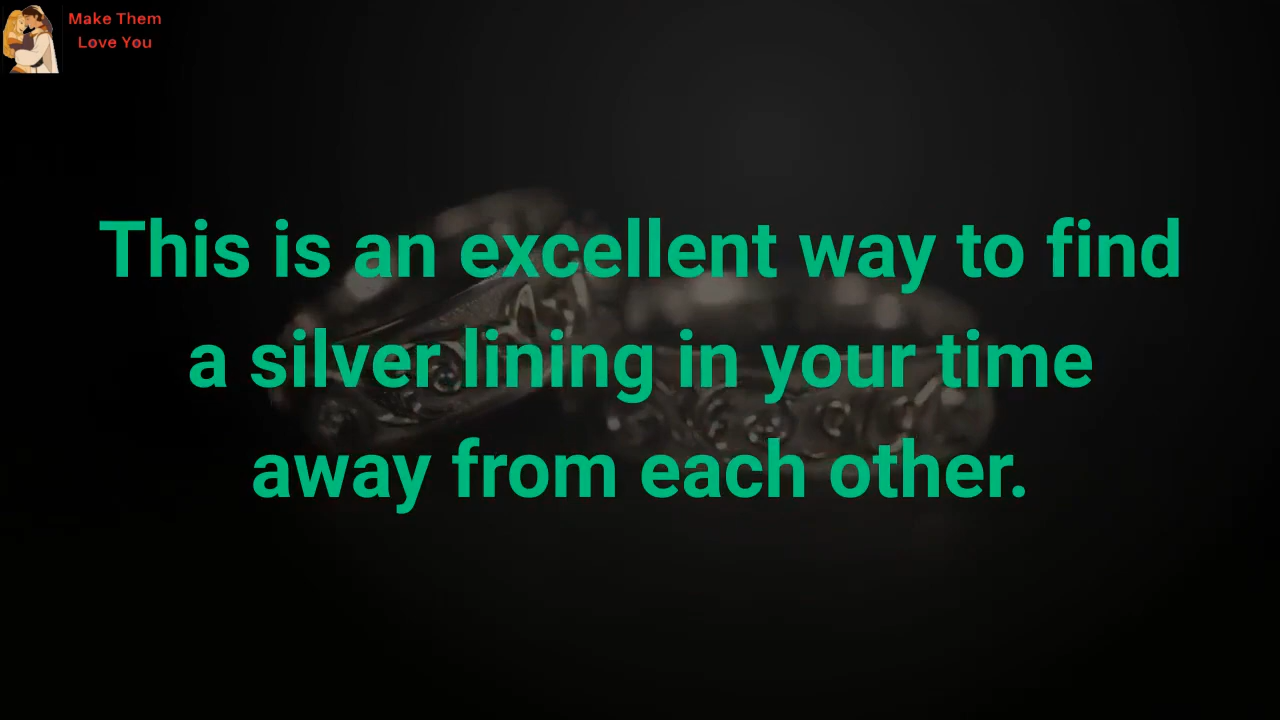 Make Them
Love You
This is an excellent way to find
a silver lining in your time
away from each other.